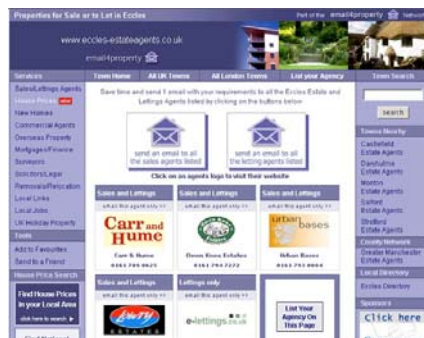 Properties for Sale or to Let in Eccles
Part of the email4property Network
www.eccles-estateagents.co.uk
email4property
Services
Town Home
All UK Towns
All London Towns
List your Agency
Town Search
Sales/Lettings Agents
House Prices
New Homes
Commercial Agents
Overseas Property
Mortgages/Finance
Surveyors
Solicitors/Legal
Removals/Relocation
Local Links
Local Jobs
UK Holiday Property
Tools
Add to Favourites
Send to a Friend
House Price Search
Find House Prices
in your Local Area
click here to search
Save time and send 1 email with your requirements to all the Eccles Estate and
Lettings Agents listed by clicking on the buttons below
send an email to all
the sales agents listed
send an email to all
the letting agents listed
Click on an agents logo to visit their website
Sales and Lettings
email this agent only >>
Carr and
Hume
Carr & Hume
0161 789 0625
Sales and Lettings
email this agent only >>
Sales and Lettings
email this agent only >>
urban
bases
Urban Bases
Sales and Lettings
email this agent only >>
ESTATES
Lettings only
email this agent only >>
e-lettings.co.uk
List Your
Agency On
This Page
search
Towns Nearby
Castlefield
Estate Agents
Estate Agents
Monton
Estate Agents
Salford
Estate Agents
Stretford
Estate Agents
County Network
Greater Manchester
Estate Agents
Local Directory
Eccles Directory
Sponsors
Click here